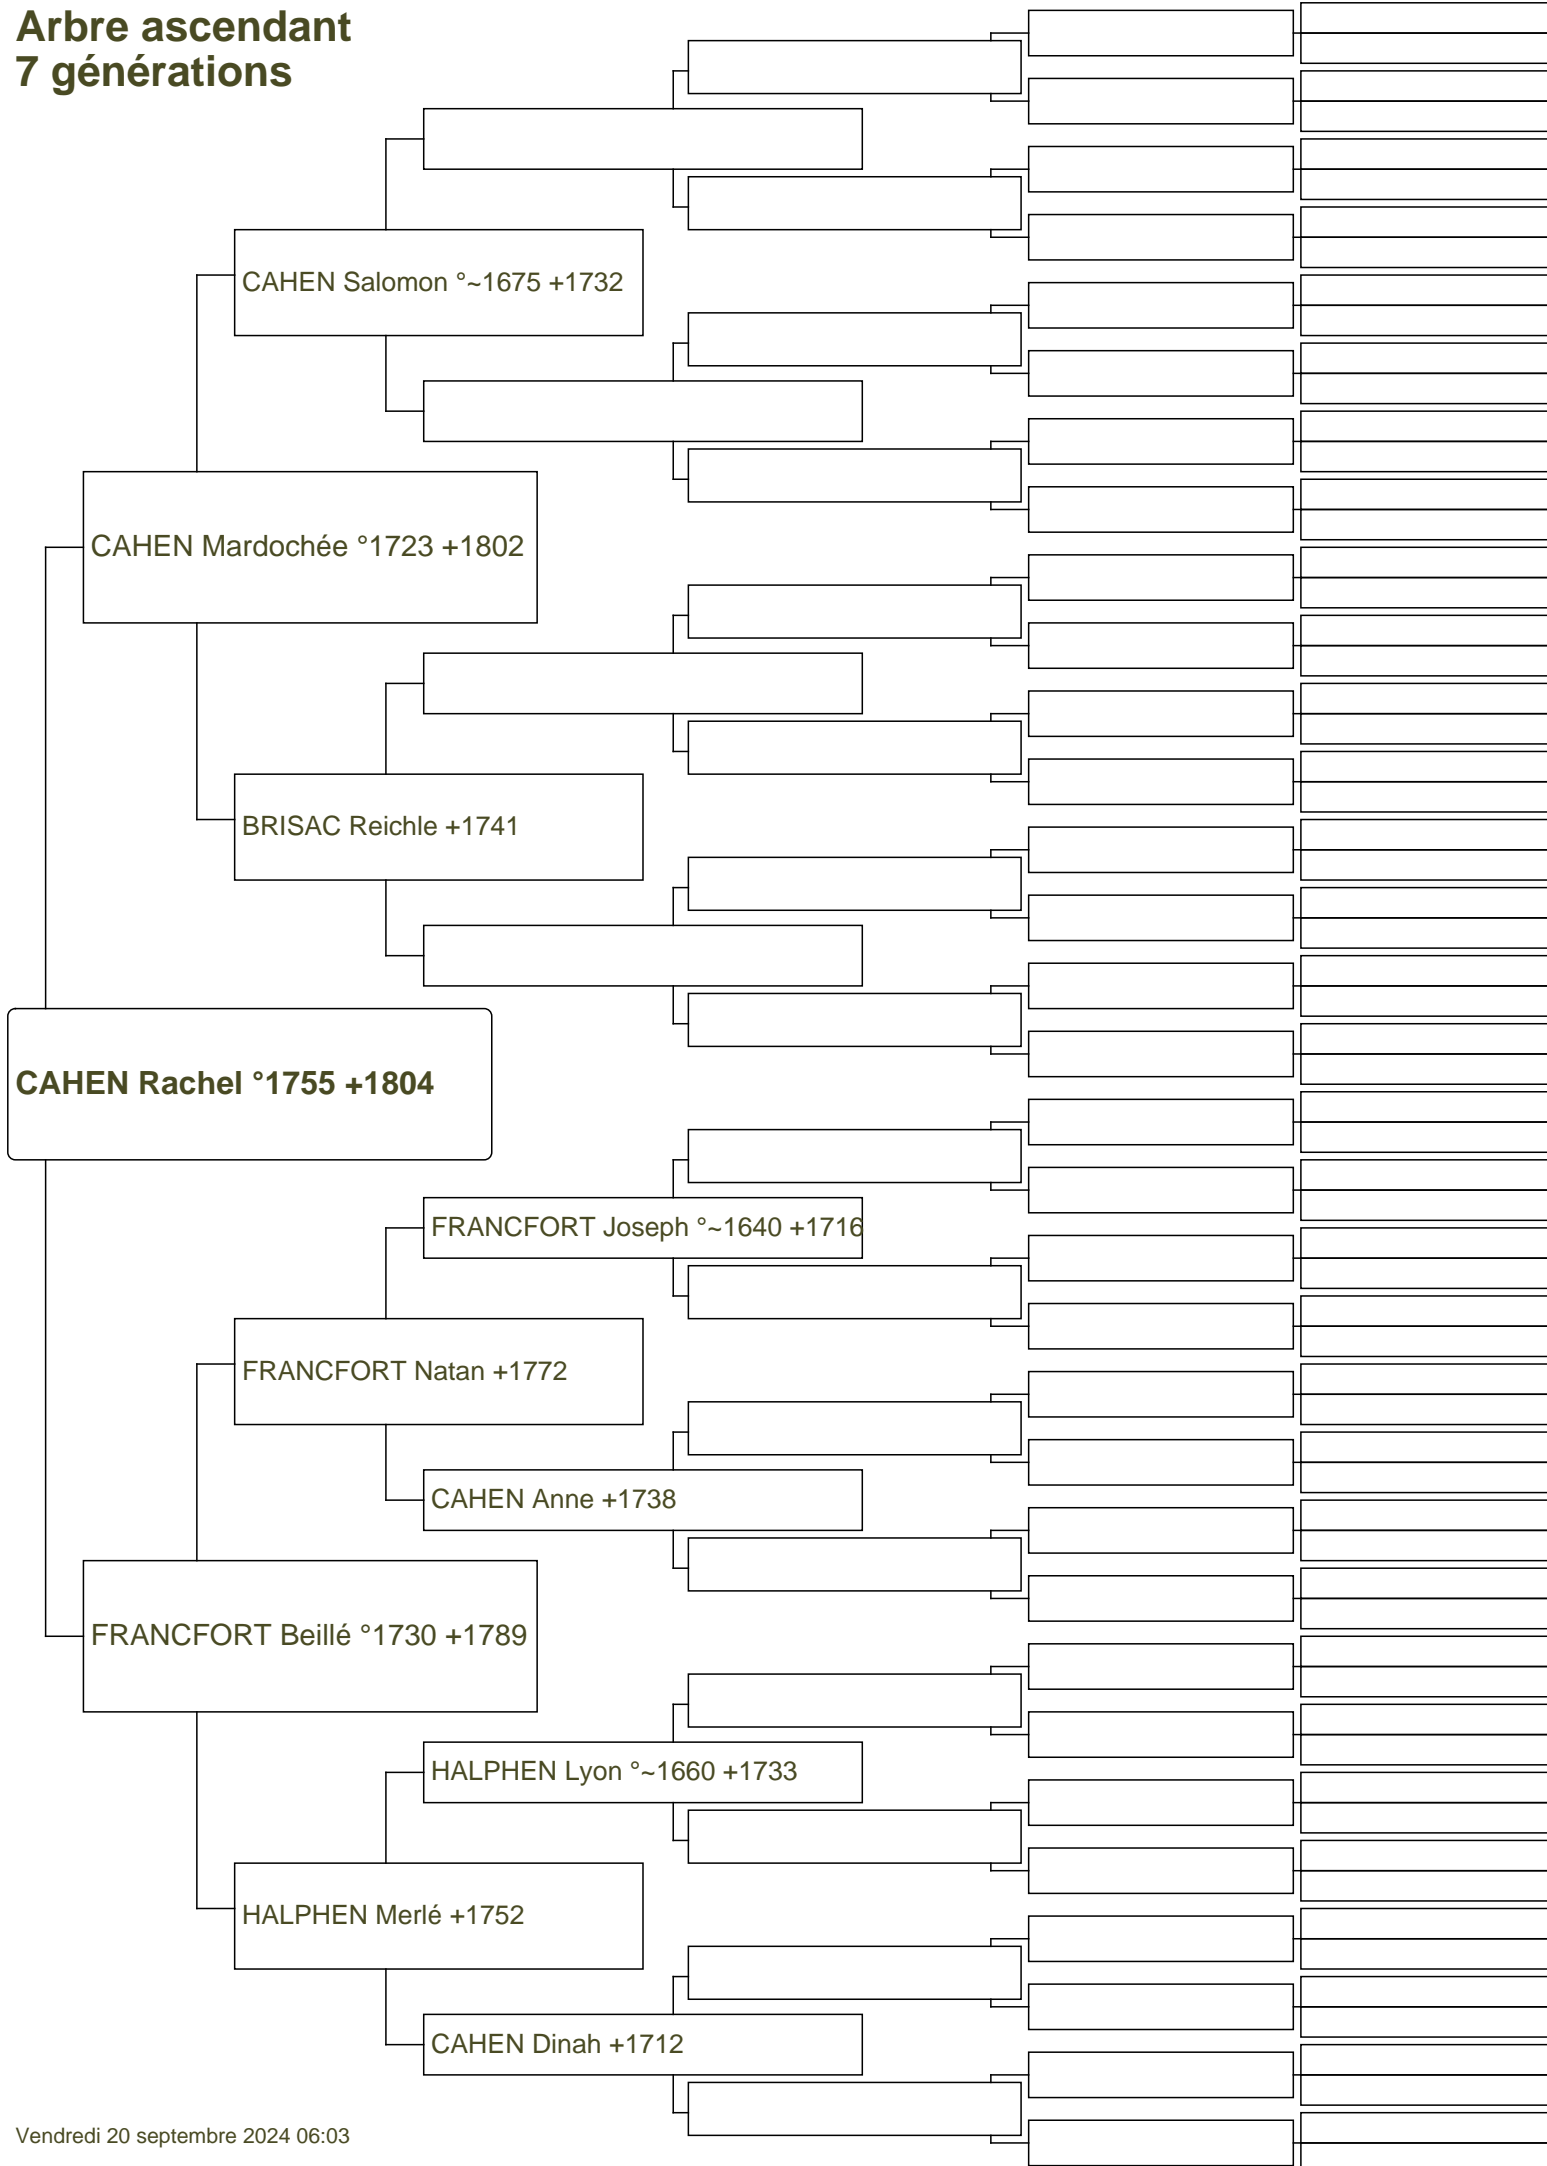 Arbre ascendant
7 générations
CAHEN Salomon °~1675 +1732
CAHEN Mardochée °1723 +1802
BRISAC Reichle +1741
CAHEN Rachel °1755 +1804
FRANCFORT Joseph °~1640 +1716
FRANCFORT Natan +1772
CAHEN Anne +1738
FRANCFORT Beillé °1730 +1789
HALPHEN Lyon °~1660 +1733
HALPHEN Merlé +1752
CAHEN Dinah +1712
Vendredi 20 septembre 2024 06:03